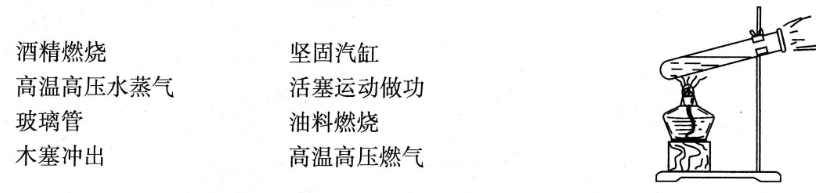 酒精燃烧 坚固汽缸
高温高压水蒸气 活塞运动做功
玻璃管 油料燃烧
木塞冲出 高温高压燃气